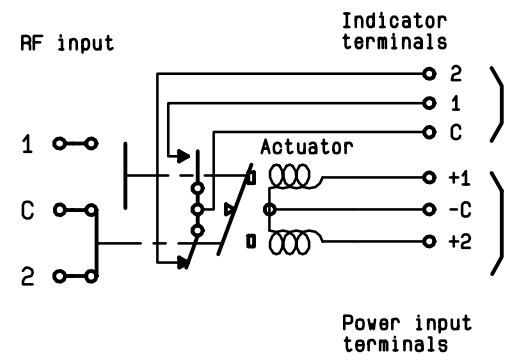 Indicator
terminals
RF input
2
1
C
1
Actuator
+1
C
-C
+2
2
Power input
terminals